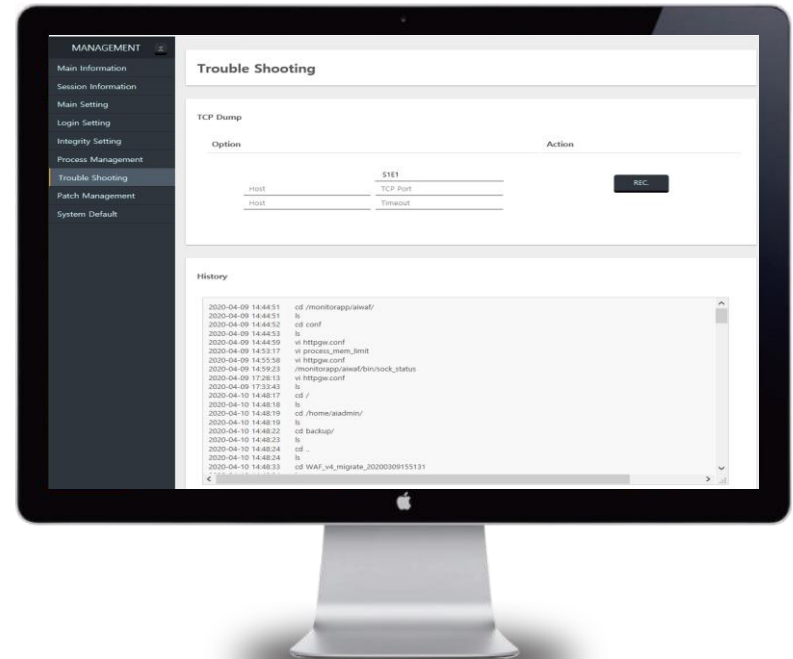 MANAGEMENT
Main Information
Session Information
Main Setting
Login Setting
Integrity Setting
Process Management
Trouble Shooting
Patch Management
System Default
Trouble Shooting
TCP Dump
Option Action
S1E1
Host TCP Port
Host Timeout
REC.
History
2020-04-09 14:44:51 cd /monitorapp/aiwaf/
2020-04-09 14:44:51 ls
2020-04-09 14:44:52 cd conf
2020-04-09 14:44:53 ls
2020-04-09 14:44:59 vi httpgw.conf
2020-04-09 14:53:17 vi process_mem_limit
2020-04-09 14:55:58 vi httpgw.conf
2020-04-09 14:59:23 /monitorapp/aiwaf/bin/sock_status
2020-04-09 17:26:13 vi httpgw.conf
2020-04-09 17:33:43 ls
2020-04-10 14:48:17 cd /
2020-04-10 14:48:18 ls
2020-04-10 14:48:19 cd /home/aiadmin/
2020-04-10 14:48:19 ls
2020-04-10 14:48:22 cd backup/
2020-04-10 14:48:23 ls
2020-04-10 14:48:24 cd ..
2020-04-10 14:48:24 ls
2020-04-10 14:48:33 cd WAF_v4_migrate_20200309155131